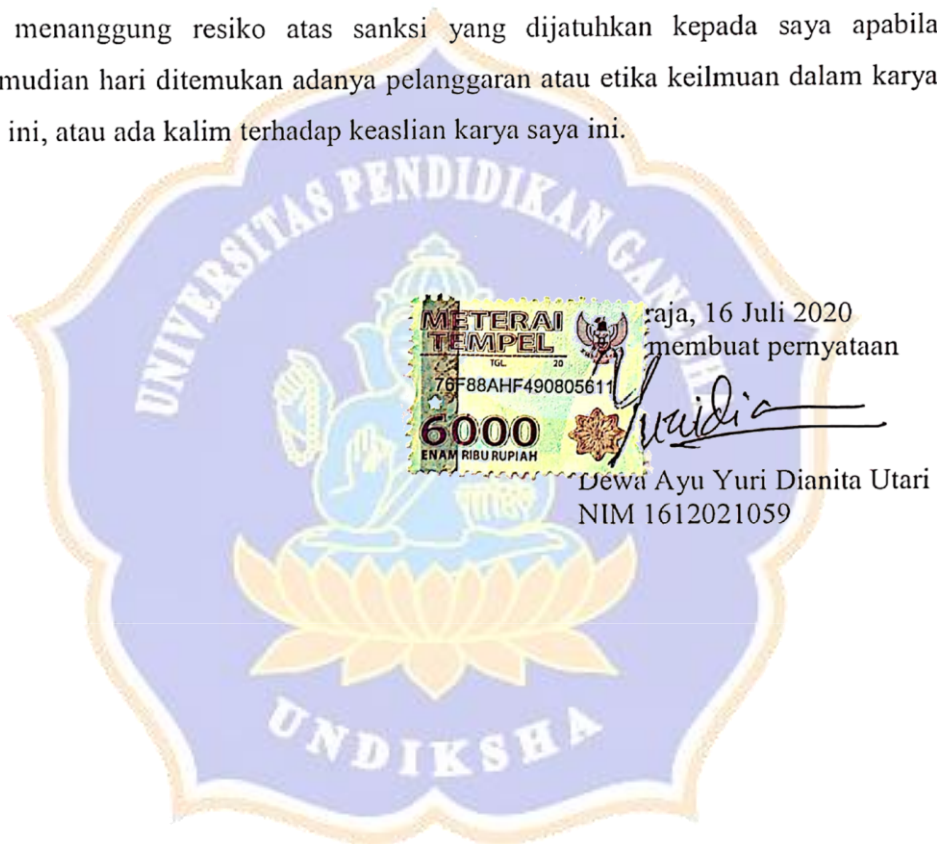 menanggung resiko atas sanksi yang dijatuhkan kepada saya apabila
mudian hari ditemukan adanya pelanggaran atau etika keilmuan dalam karya
ini, atau ada kalim terhadap keaslian karya saya ini.
UNIVERSITAS PENDIDIKAN GANESHA
raja, 16 Juli 2020
membuat pernyataan
METERAI
TEMPEL
TGL 20
76F88AHF490805611
6000
ENAM RIBU RUPIAH
Yuridia
Dewa Ayu Yuri Dianita Utari
NIM 1612021059
UNDIKSHA